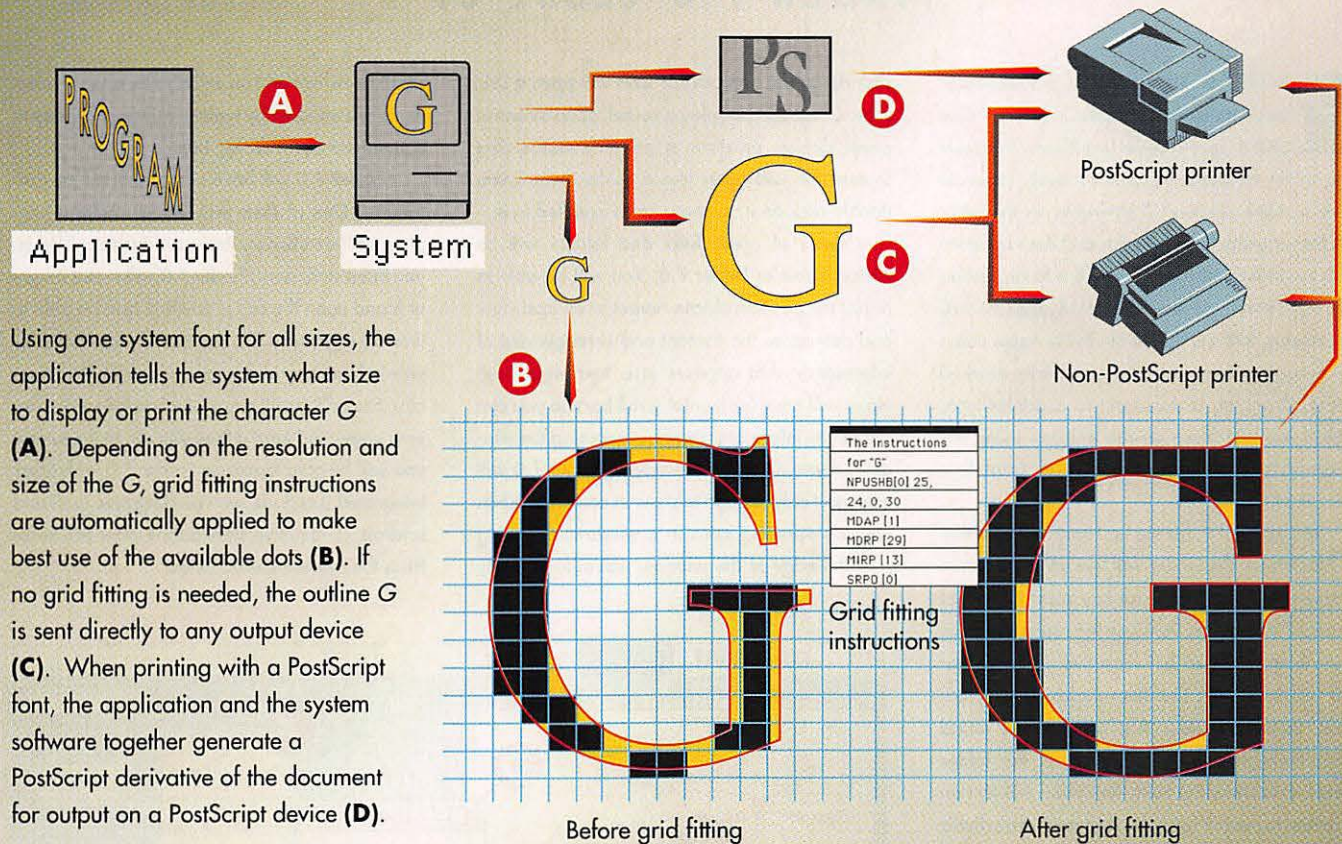 PROGRAM
A
G
PS
D
PostScript printer
Application
System
G
C
G
Non-PostScript printer
Using one system font for all sizes, the
application tells the system what size
to display or print the character G
(A). Depending on the resolution and
size of the G, grid fitting instructions
are automatically applied to make
best use of the available dots (B). If
no grid fitting is needed, the outline G
is sent directly to any output device
(C). When printing with a PostScript
font, the application and the system
software together generate a
PostScript derivative of the document
for output on a PostScript device (D).
B
G
The Instructions
for "G"
NPUSHB[0] 25,
24, 0, 30
MDAP [1]
MDRP [29]
MIRP [13]
SRP0 [0]
Grid fitting
instructions
G
Before grid fitting
After grid fitting